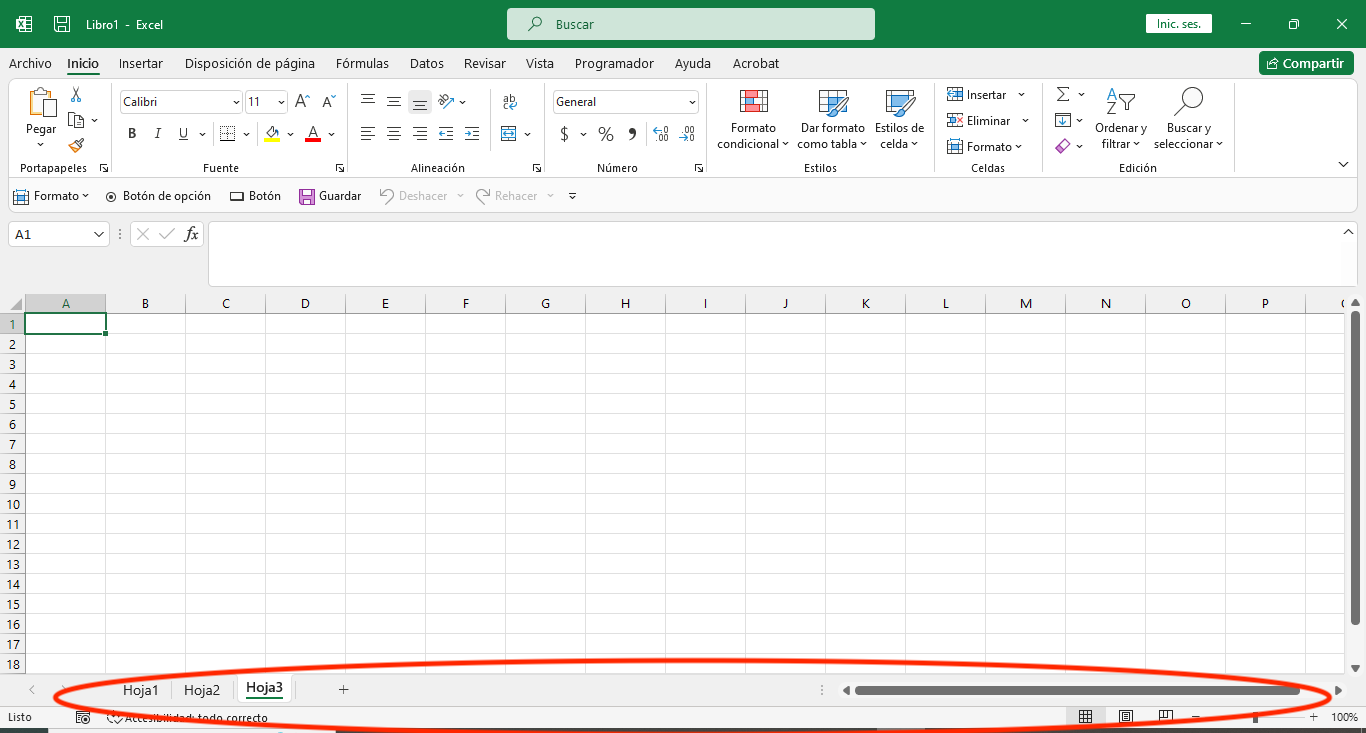 Libro1 - Excel
Buscar
Inic. ses.
Archivo Inicio Insertar Disposición de página Fórmulas Datos Revisar Vista Programador Ayuda Acrobat Compartir
Calibri 11 General Insertar
Pegar Formato condicional Dar formato como tabla Estilos de celda Eliminar Ordenar y filtrar Buscar y seleccionar
N K S $ % Formato
Portapapeles Fuente Alineación Número Estilos Celdas Edición
Formato Botón de opción Botón Guardar Deshacer Rehacer
A1 fx
A B C D E F G H I J K L M N O P
1
2
3
4
5
6
7
8
9
10
11
12
13
14
15
16
17
18
Hoja1 Hoja2 Hoja3 +
Listo Accesibilidad: todo correcto 100%